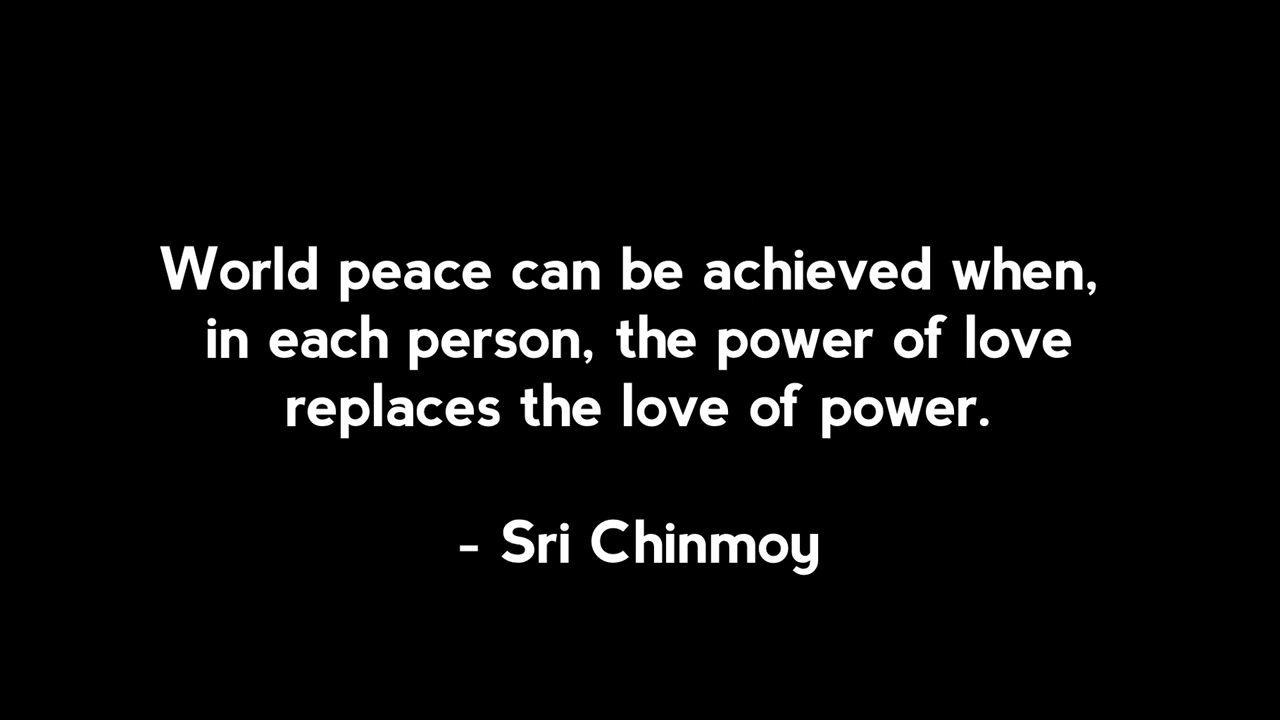 World peace can be achieved when,
in each person, the power of love
replaces the love of power.
- Sri Chinmoy